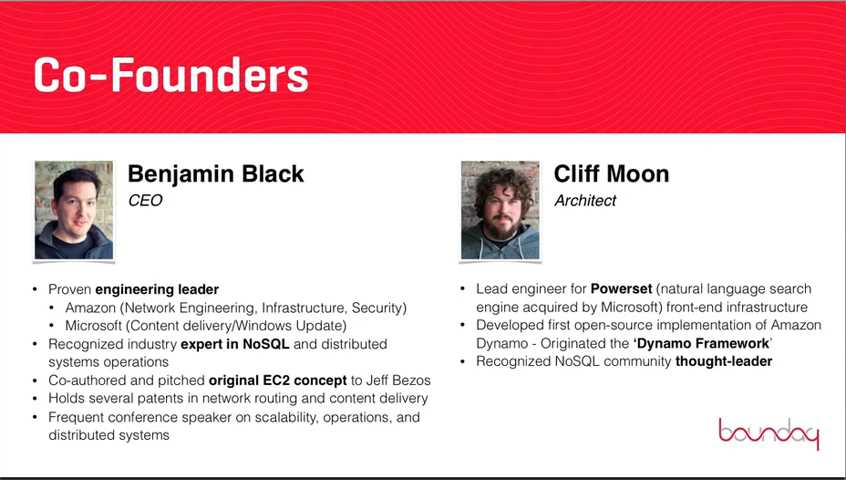 Co-Founders
Benjamin Black
CEO
• Proven engineering leader
• Amazon (Network Engineering, Infrastructure, Security)
• Microsoft (Content delivery/Windows Update)
• Recognized industry expert in NoSQL and distributed
systems operations
• Co-authored and pitched original EC2 concept to Jeff Bezos
• Holds several patents in network routing and content delivery
• Frequent conference speaker on scalability, operations, and
distributed systems
Cliff Moon
Architect
• Lead engineer for Powerset (natural language search
engine acquired by Microsoft) front-end infrastructure
• Developed first open-source implementation of Amazon
Dynamo - Originated the ‘Dynamo Framework’
• Recognized NoSQL community thought-leader
boundary